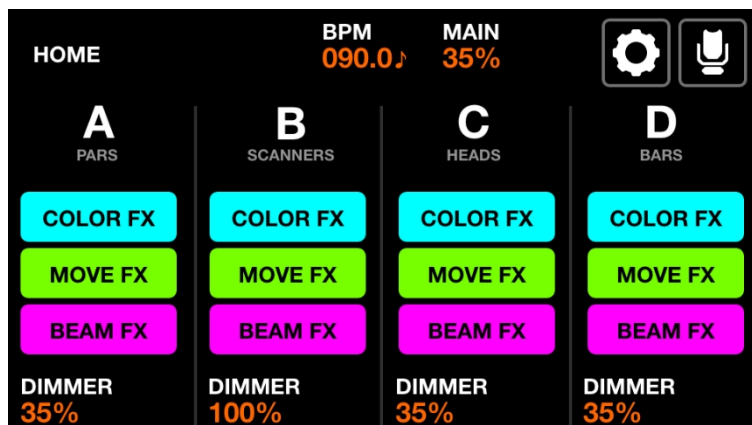 HOME
BPM
090.0♪
MAIN
35%
A
PARS
COLOR FX
MOVE FX
BEAM FX
DIMMER
35%
B
SCANNERS
COLOR FX
MOVE FX
BEAM FX
DIMMER
100%
C
HEADS
COLOR FX
MOVE FX
BEAM FX
DIMMER
35%
D
BARS
COLOR FX
MOVE FX
BEAM FX
DIMMER
35%